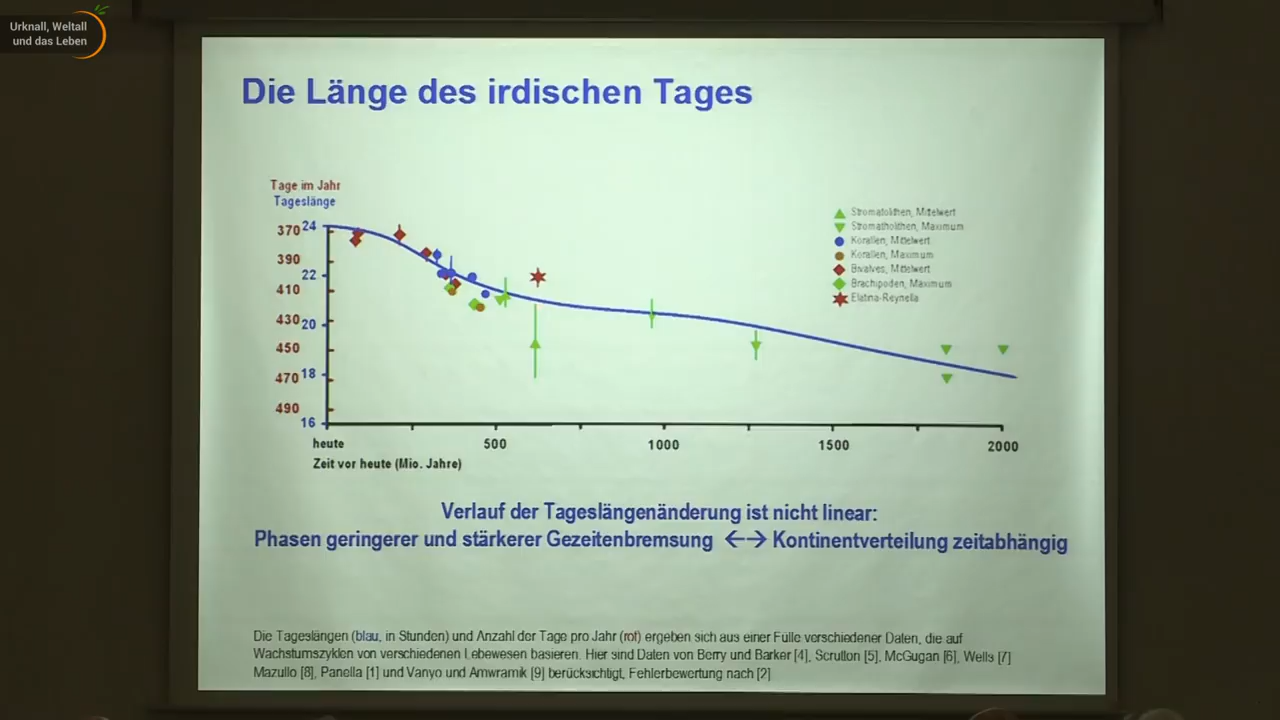 Urknall, Weltall
und das Leben
Die Länge des irdischen Tages
Tage im Jahr
Tageslänge
370 24
390
22
410
430 20
450
470 18
490
16
heute 500 1000 1500 2000
Zeit vor heute (Mio. Jahre)
Stromatolithen, Mittelwert
Stromatholithen, Maximum
Korallen, Mittelwert
Korallen, Maximum
Bivalves, Mittelwert
Brachipoden, Maximum
Elatina-Reynella
Verlauf der Tageslängenänderung ist nicht linear:
Phasen geringerer und stärkerer Gezeitenbremsung ←→ Kontinentverteilung zeitabhängig
Die Tageslängen (blau, in Stunden) und Anzahl der Tage pro Jahr (rot) ergeben sich aus einer Fülle verschiedener Daten, die auf
Wachstumszyklen von verschiedenen Lebewesen basieren. Hier sind Daten von Berry und Barker [4], Scrutton [5], McGugan [6], Wells [7]
Mazullo [8], Panella [1] und Vanyo und Awwramik [9] berücksichtigt, Fehlerbewertung nach [2]